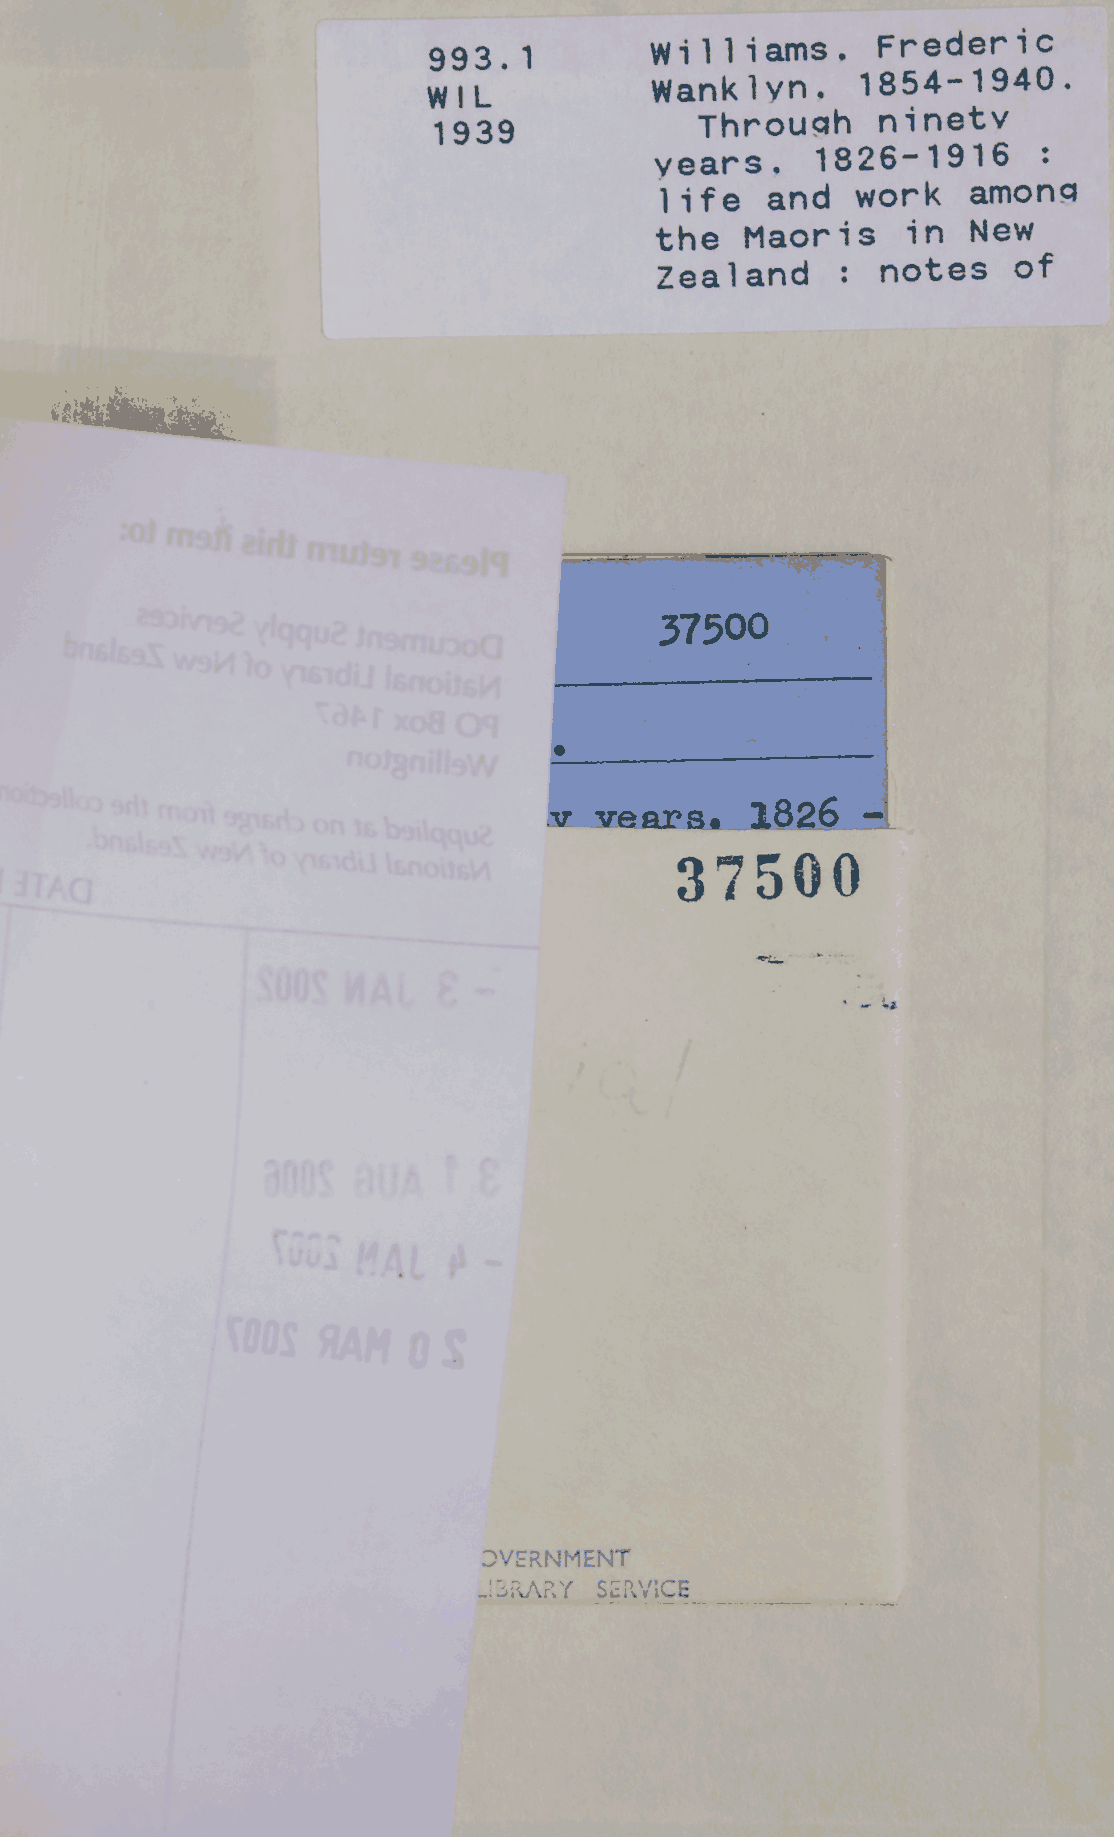 993.1
WIL
1939
Williams, Frederic
Wanklyn, 1854-1940.
Through ninety
years, 1826-1916 :
life and work among
the Maoris in New
Zealand : notes of
Please return this item to:
Document Supply Services
National Library of New Zealand
PO Box 1467
Wellington
Supplied at no charge from the collection
National Library of New Zealand.
DATE
- 3 JAN 2002
3 1 AUG 2006
- 4 JAN 2007
2 0 MAR 2007
37500
.
y years, 1826 -
37500
OVERNMENT
LIBRARY SERVICE